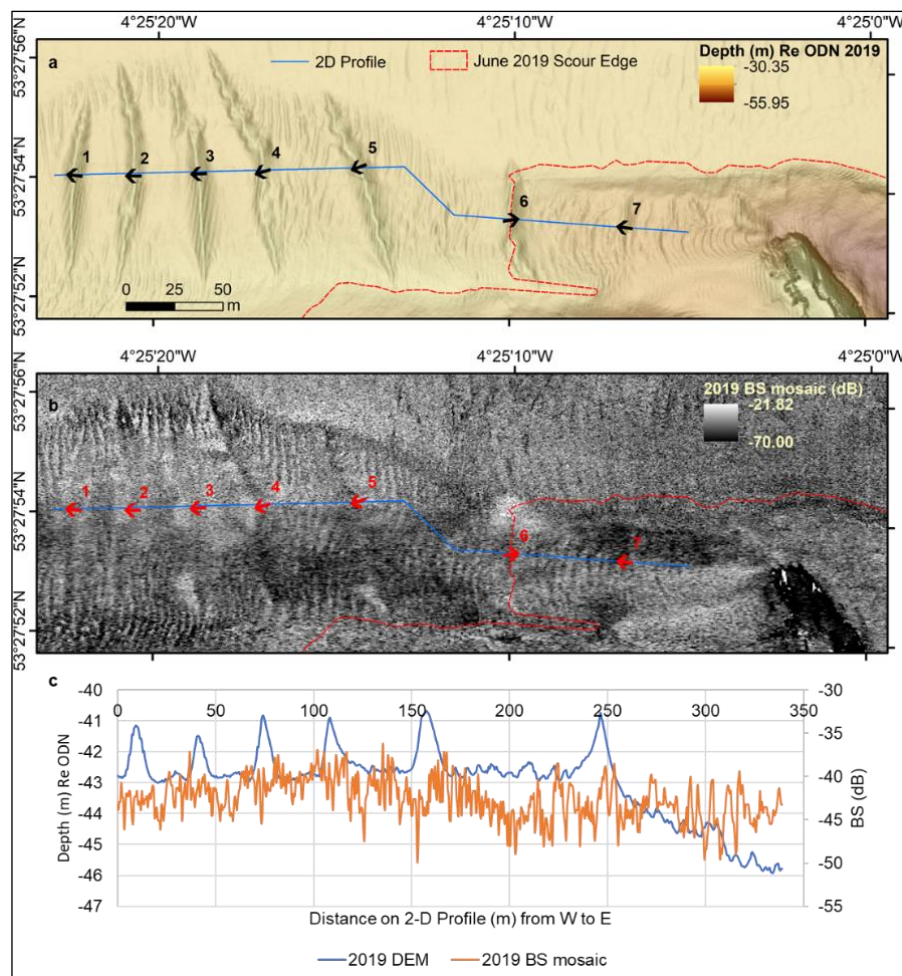 4°25'20"W 4°25'10"W 4°25'0"W
53°27'56"N
53°27'54"N
53°27'52"N
a
2D Profile
June 2019 Scour Edge
Depth (m) Re ODN 2019
-30.35
-55.95
1 2 3 4 5
6 7
0 25 50
m
4°25'20"W 4°25'10"W 4°25'0"W
53°27'56"N
53°27'54"N
53°27'52"N
b
2019 BS mosaic (dB)
-21.82
-70.00
1 2 3 4 5
6 7
c
-40
-41
-42
-43
-44
-45
-46
-47
Depth (m) Re ODN
0 50 100 150 200 250 300 350
-30
-35
-40
-45
-50
-55
BS (dB)
Distance on 2-D Profile (m) from W to E
2019 DEM 2019 BS mosaic